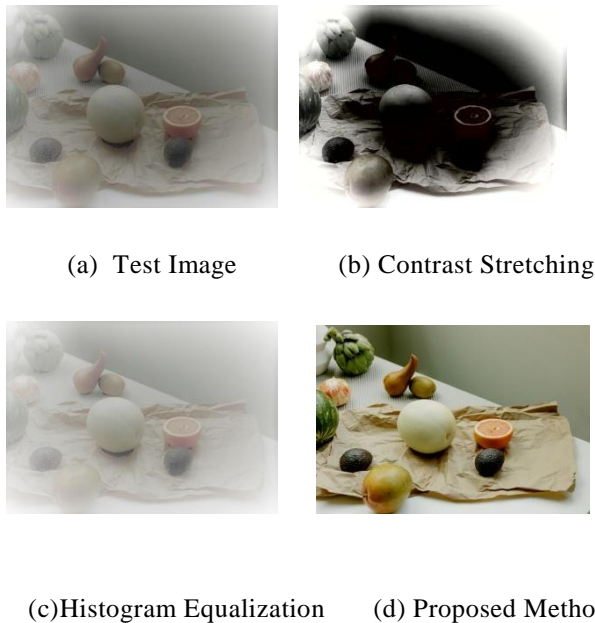 (a) Test Image
(b) Contrast Stretching
(c)Histogram Equalization
(d) Proposed Metho